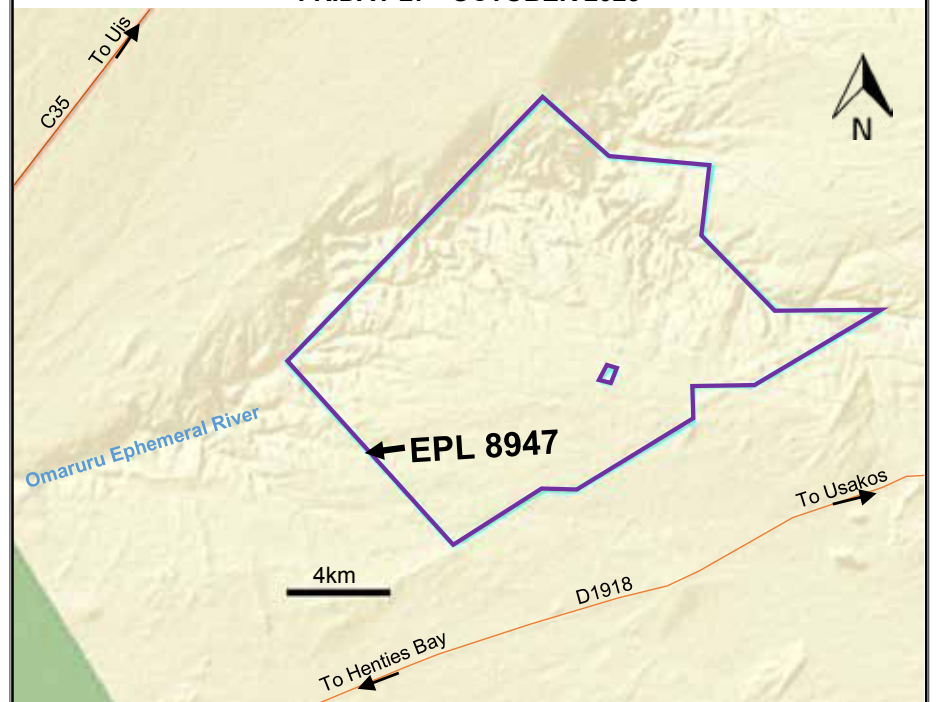 To Uis
C35
N
Omaruru Ephemeral River
EPL 8947
To Usakos
4km
D1918
To Henties Bay